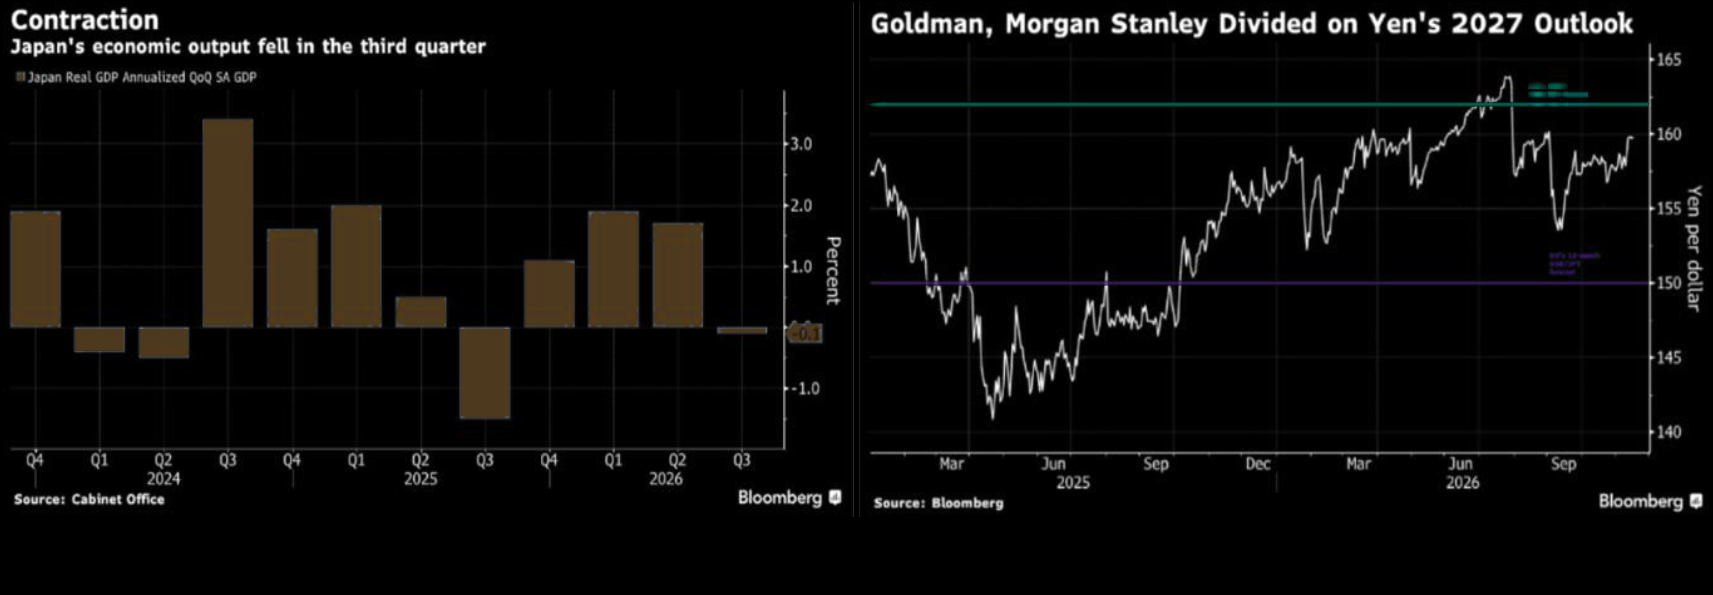 Contraction
Japan's economic output fell in the third quarter
Japan Real GDP Annualized QoQ SA GDP
3.0
2.0
1.0
-0.1
-1.0
Percent
Q4 Q1 Q2 Q3 Q4 Q1 Q2 Q3 Q4 Q1 Q2 Q3
2024 2025 2026
Source: Cabinet Office
Bloomberg
Goldman, Morgan Stanley Divided on Yen's 2027 Outlook
165
160
155
150
145
140
Yen per dollar
Mar Jun Sep Dec Mar Jun Sep
2025 2026
Source: Bloomberg
Bloomberg